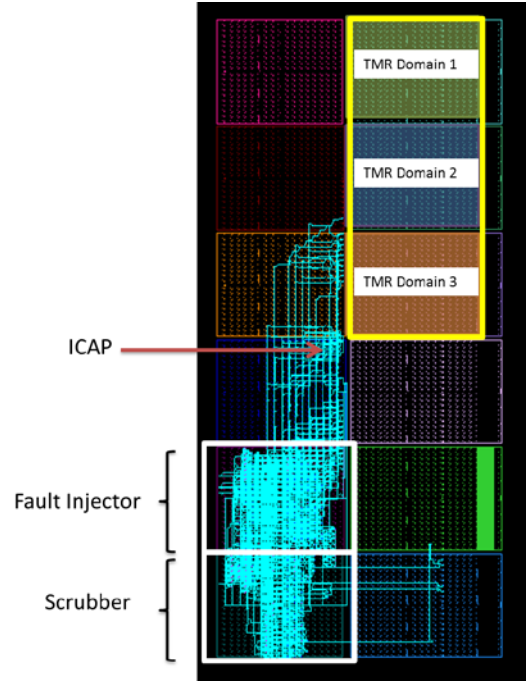 TMR Domain 1
TMR Domain 2
TMR Domain 3
ICAP
Fault Injector
Scrubber